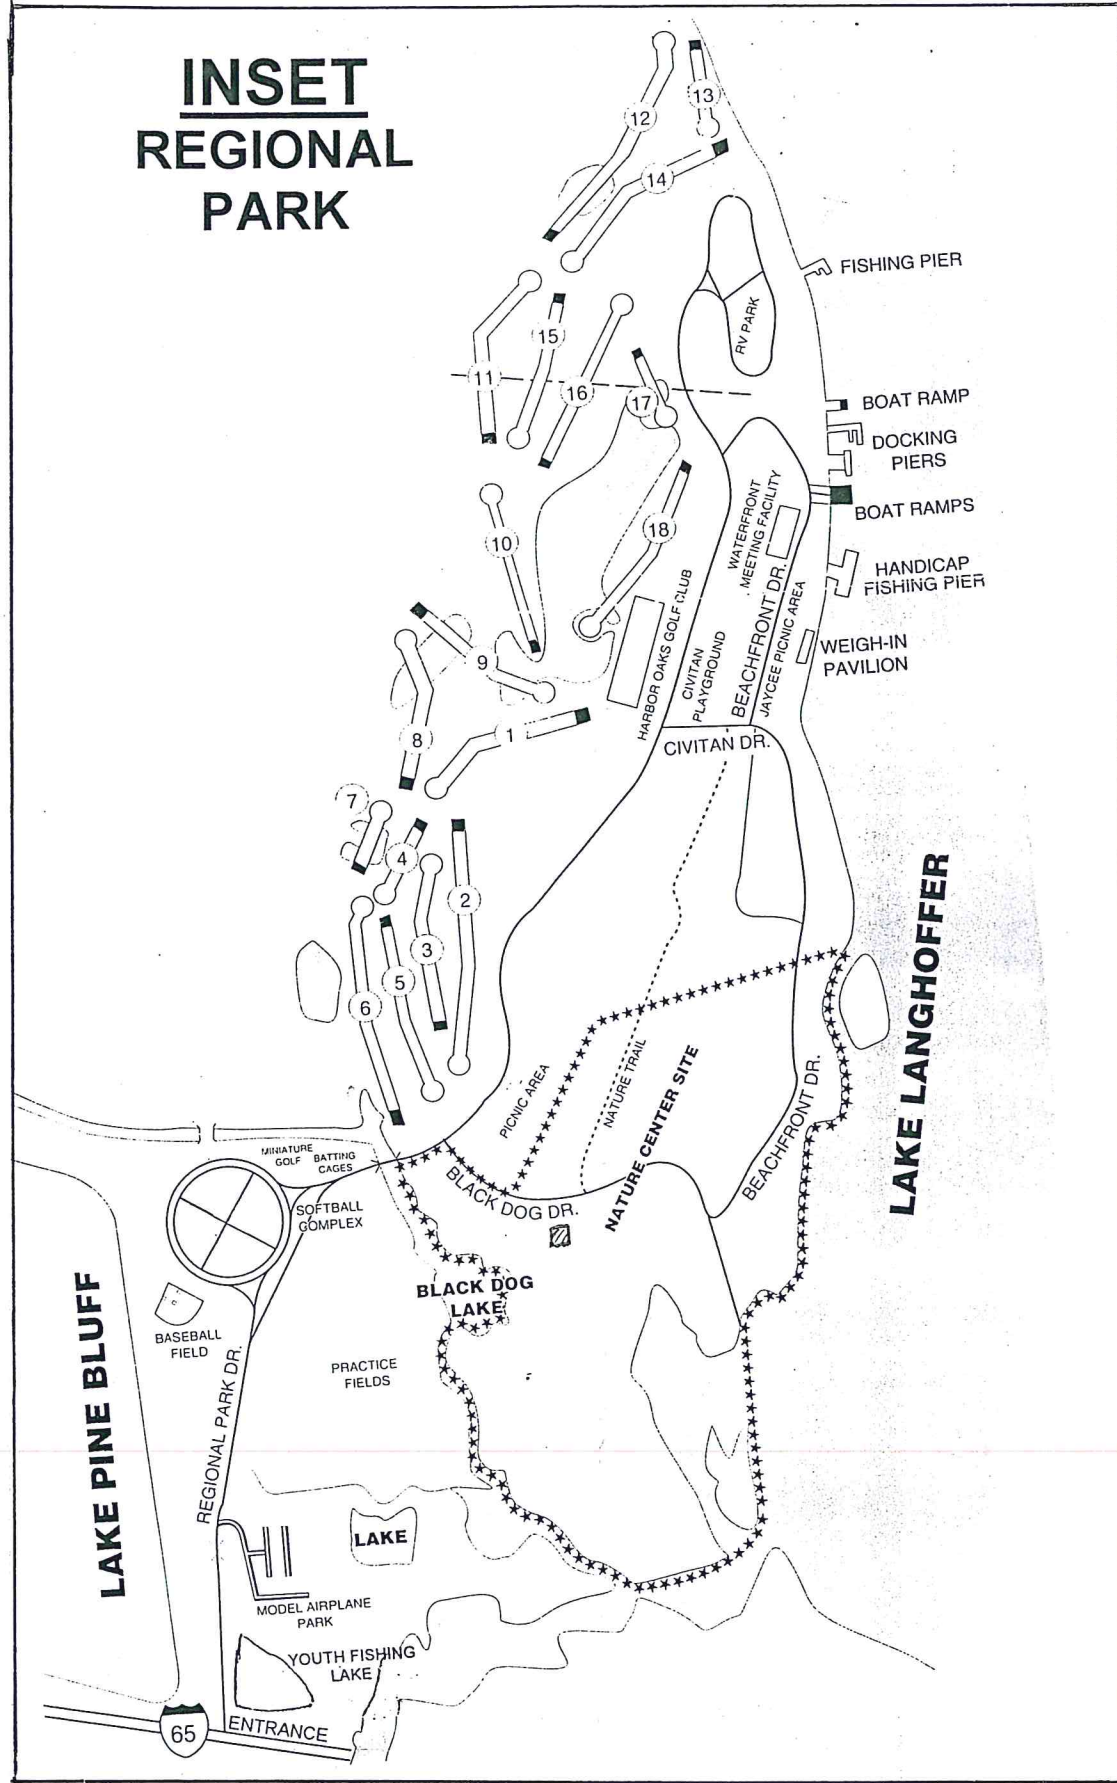 INSET
REGIONAL
PARK
12
13
14
FISHING PIER
RV PARK
15
11
16
17
BOAT RAMP
DOCKING
PIERS
BOAT RAMPS
WATERFRONT
MEETING FACILITY
18
10
HANDICAP
FISHING PIER
BEACHFRONT DR.
JAYCEE PICNIC AREA
HARBOR OAKS GOLF CLUB
CIVITAN
PLAYGROUND
WEIGH-IN
PAVILION
9
8
1
CIVITAN DR.
7
4
2
3
5
6
LAKE LANGHOFFER
PICNIC AREA
NATURE TRAIL
NATURE CENTER SITE
BEACHFRONT DR.
MINIATURE
GOLF
BATTING
CAGES
BLACK DOG DR.
SOFTBALL
COMPLEX
BLACK DOG
LAKE
BASEBALL
FIELD
PRACTICE
FIELDS
LAKE PINE BLUFF
REGIONAL PARK DR.
LAKE
MODEL AIRPLANE
PARK
YOUTH FISHING
LAKE
65
ENTRANCE